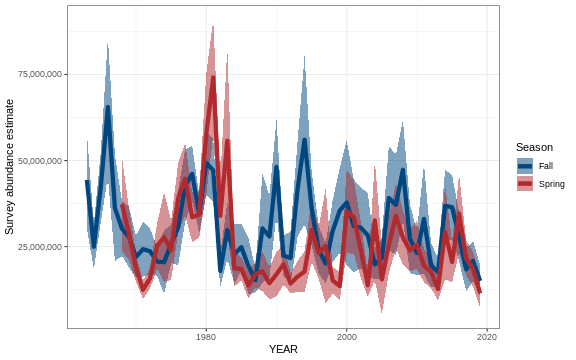 Survey abundance estimate
75,000,000
50,000,000
25,000,000
1980
2000
2020
YEAR
Season
Fall
Spring